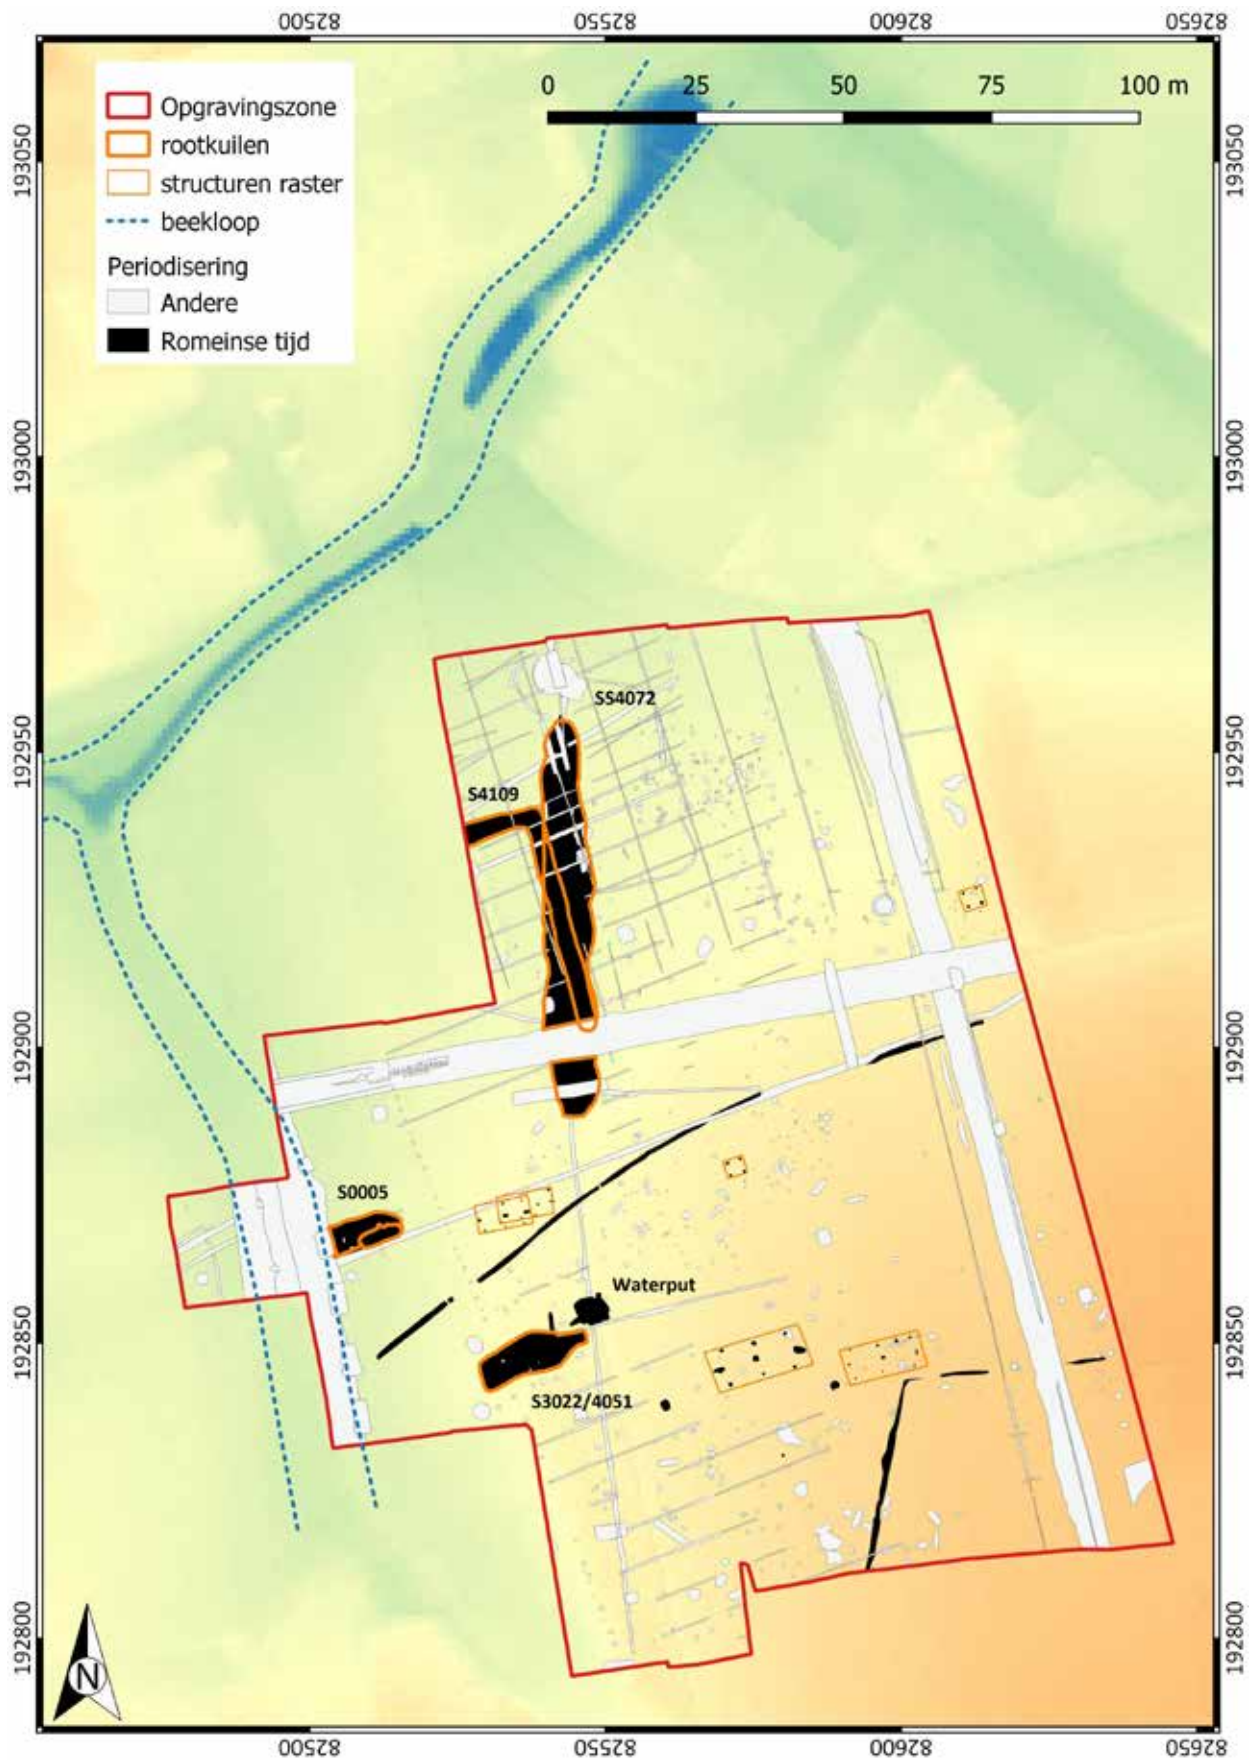 82500 82550 82600 82650
0 25 50 75 100 m
Opgravingszone
rootkuilen
structuren raster
beekloop
Periodisering
Andere
Romeinse tijd
193050 193050
193000 193000
SS4072
192950 192950
S4109
192900 192900
S0005
Waterput
192850 192850
S3022/4051
192800 192800
N
82500 82550 82600 82650